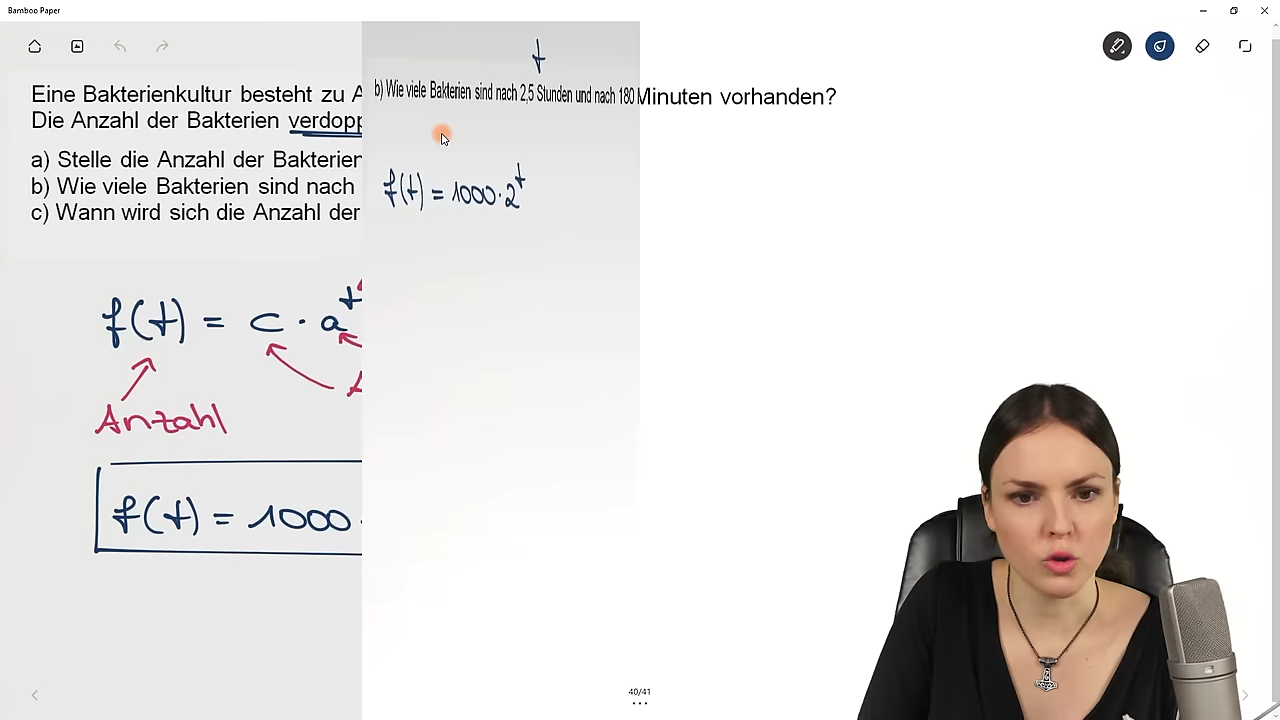 Bamboo Paper
Eine Bakterienkultur besteht zu A
Die Anzahl der Bakterien verdopp
a) Stelle die Anzahl der Bakterien
b) Wie viele Bakterien sind nach
c) Wann wird sich die Anzahl der
f(t) = c · a^t
Anzahl
f(t) = 1000 ·
t
b) Wie viele Bakterien sind nach 2,5 Stunden und nach 180 Minuten vorhanden?
f(t) = 1000 · 2^t
40/41